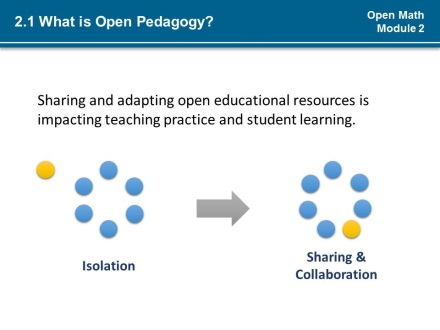 2.1 What is Open Pedagogy?
Open Math
Module 2
Sharing and adapting open educational resources is
impacting teaching practice and student learning.
Isolation
Sharing &
Collaboration